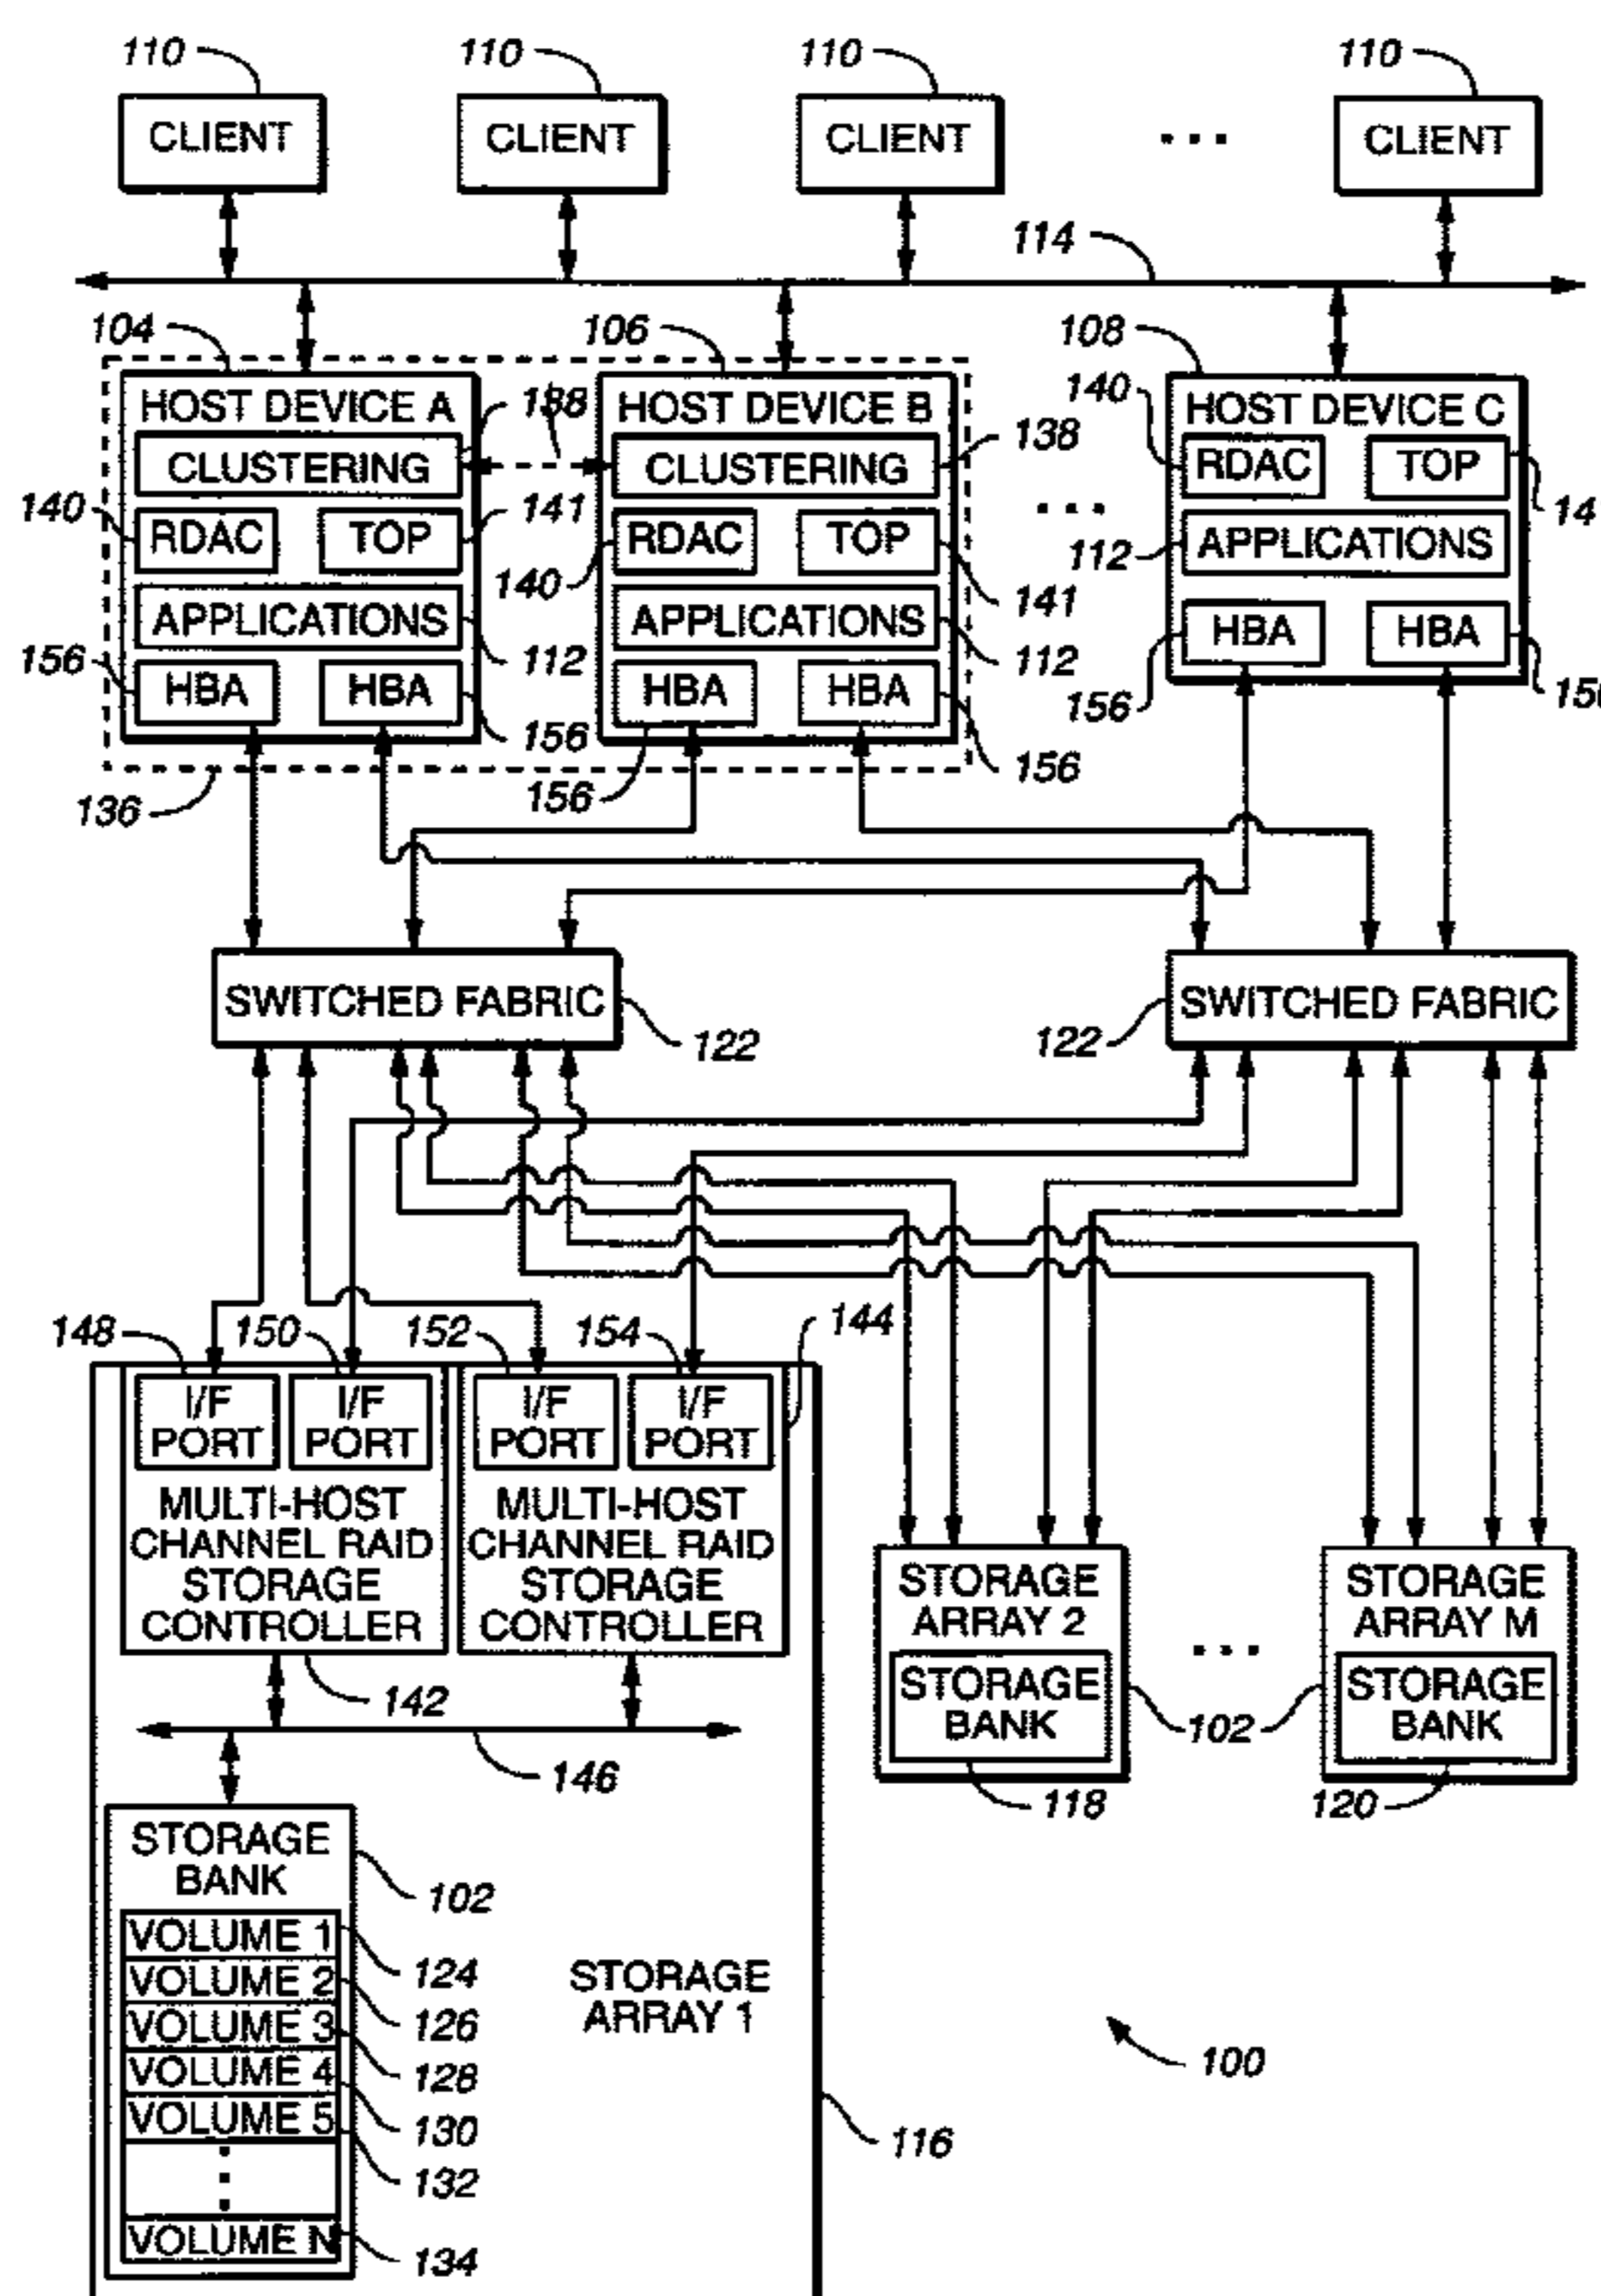 110 110 110 110
CLIENT CLIENT CLIENT ... CLIENT
114
104 106 108
HOST DEVICE A 138 HOST DEVICE B 140 HOST DEVICE C
CLUSTERING CLUSTERING 138 RDAC TOP
140 141 ... 14
RDAC TOP RDAC TOP 112 APPLICATIONS
140 141
APPLICATIONS APPLICATIONS HBA HBA
156 112 112 156
HBA HBA HBA HBA 156
156 156 156
136
SWITCHED FABRIC SWITCHED FABRIC
122 122
148 150 152 154 144
I/F PORT I/F PORT I/F PORT I/F PORT
MULTI-HOST MULTI-HOST
CHANNEL RAID CHANNEL RAID
STORAGE STORAGE
CONTROLLER CONTROLLER
STORAGE STORAGE
ARRAY 2 ARRAY M
...
STORAGE STORAGE
BANK BANK
142 102
146 118 120
STORAGE
BANK
102
VOLUME 1
124
VOLUME 2
126
VOLUME 3
128
VOLUME 4
130
VOLUME 5
132
VOLUME N
134
STORAGE
ARRAY 1
100
116